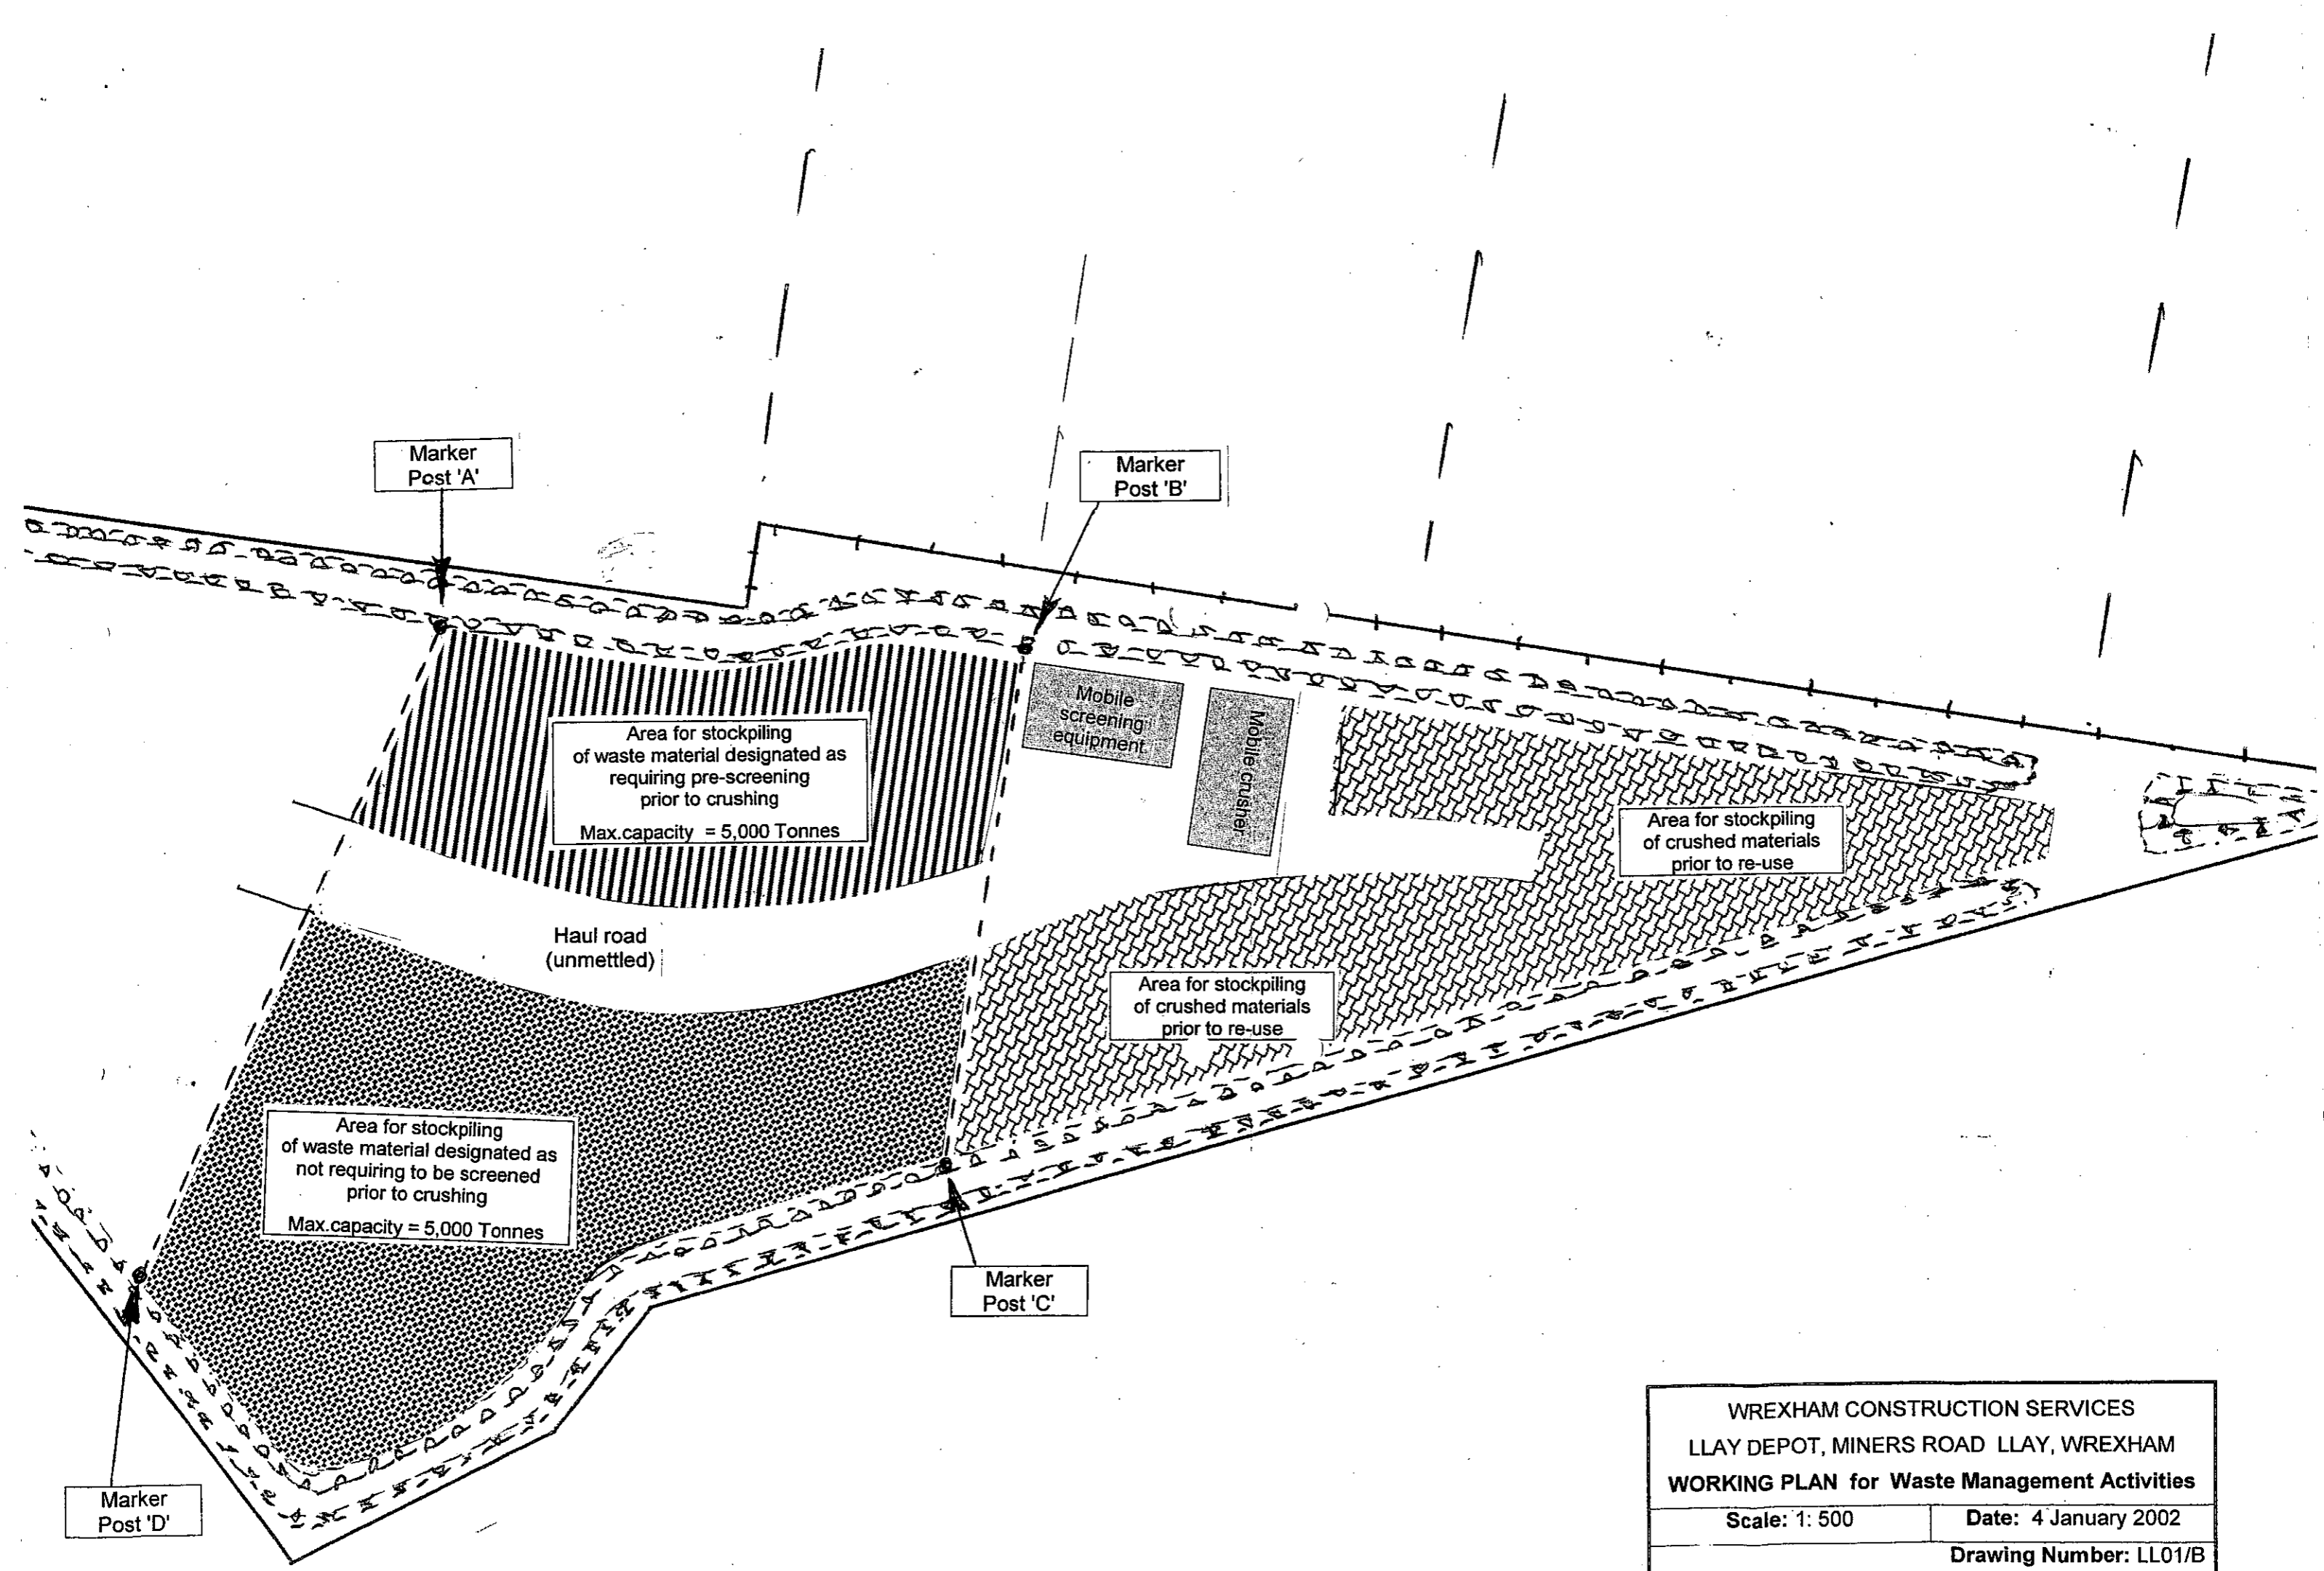 Marker
Post 'A'
Marker
Post 'B'
Mobile
screening
equipment
Mobile crusher
Area for stockpiling
of waste material designated as
requiring pre-screening
prior to crushing
Max.capacity = 5,000 Tonnes
Area for stockpiling
of crushed materials
prior to re-use
Haul road
(unmettled)
Area for stockpiling
of crushed materials
prior to re-use
Area for stockpiling
of waste material designated as
not requiring to be screened
prior to crushing
Max.capacity = 5,000 Tonnes
Marker
Post 'C'
Marker
Post 'D'
WREXHAM CONSTRUCTION SERVICES
LLAY DEPOT, MINERS ROAD LLAY, WREXHAM
WORKING PLAN for Waste Management Activities
Scale: 1: 500 Date: 4 January 2002
Drawing Number: LL01/B